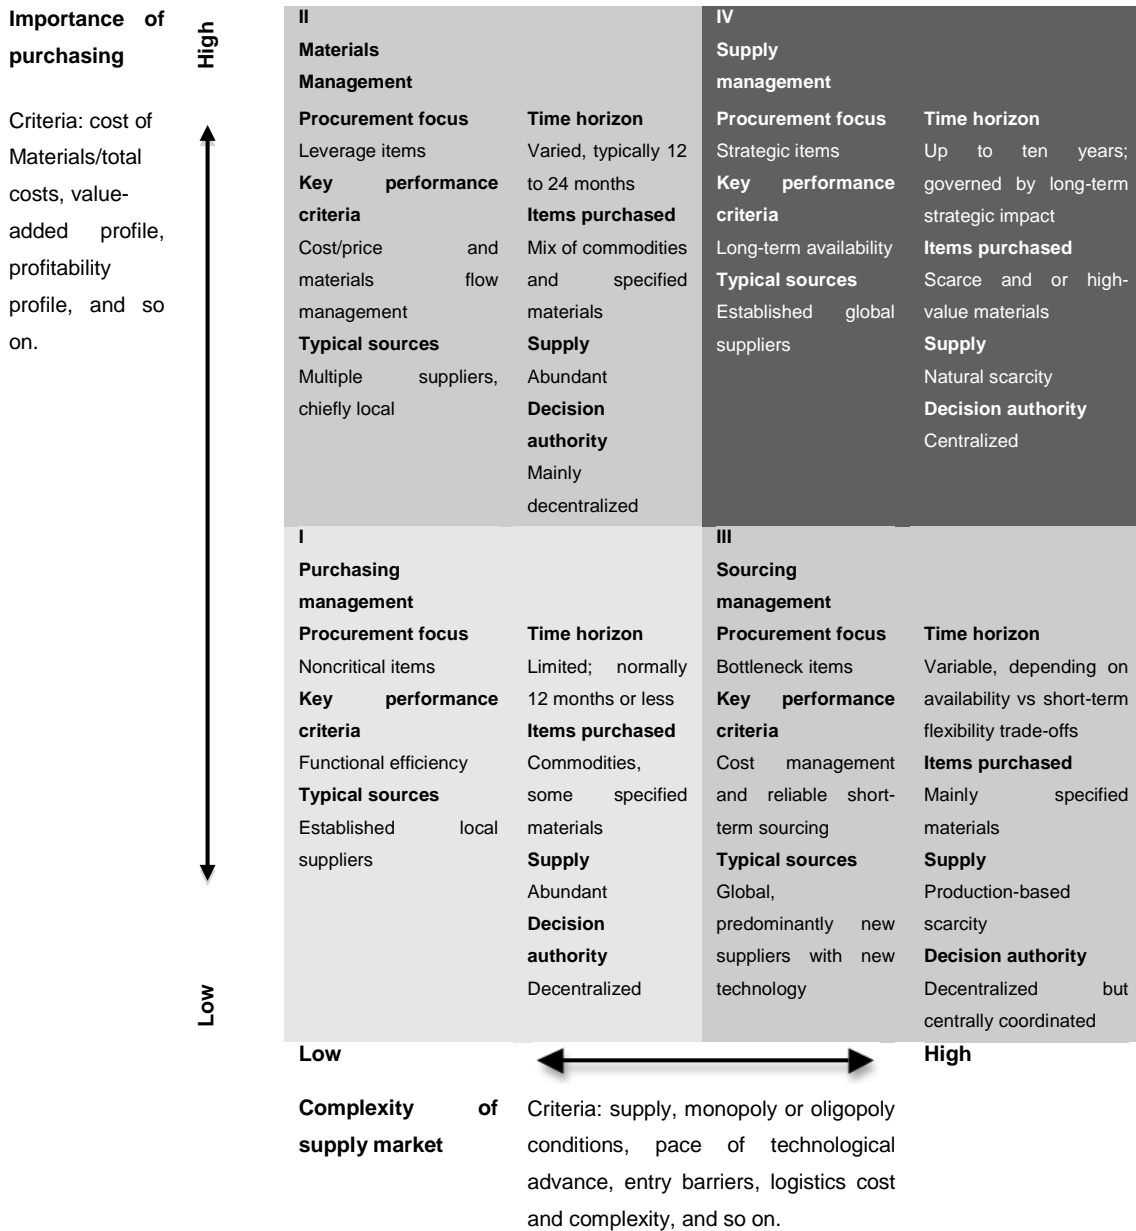 Importance of
purchasing
High
Criteria: cost of
Materials/total
costs, value-
added profile,
profitability
profile, and so
on.
Low
II
Materials
Management
Procurement focus
Leverage items
Key performance
criteria
Cost/price and
materials flow
management
Typical sources
Multiple suppliers,
chiefly local
Time horizon
Varied, typically 12
to 24 months
Items purchased
Mix of commodities
and specified
materials
Supply
Abundant
Decision
authority
Mainly
decentralized
IV
Supply
management
Procurement focus
Strategic items
Key performance
criteria
Long-term availability
Typical sources
Established global
suppliers
Time horizon
Up to ten years;
governed by long-term
strategic impact
Items purchased
Scarce and or high-
value materials
Supply
Natural scarcity
Decision authority
Centralized
I
Purchasing
management
Procurement focus
Noncritical items
Key performance
criteria
Functional efficiency
Typical sources
Established local
suppliers
Time horizon
Limited; normally
12 months or less
Items purchased
Commodities,
some specified
materials
Supply
Abundant
Decision
authority
Decentralized
III
Sourcing
management
Procurement focus
Bottleneck items
Key performance
criteria
Cost management
and reliable short-
term sourcing
Typical sources
Global,
predominantly new
suppliers with new
technology
Time horizon
Variable, depending on
availability vs short-term
flexibility trade-offs
Items purchased
Mainly specified
materials
Supply
Production-based
scarcity
Decision authority
Decentralized but
centrally coordinated
Low
High
Complexity of
supply market
Criteria: supply, monopoly or oligopoly
conditions, pace of technological
advance, entry barriers, logistics cost
and complexity, and so on.